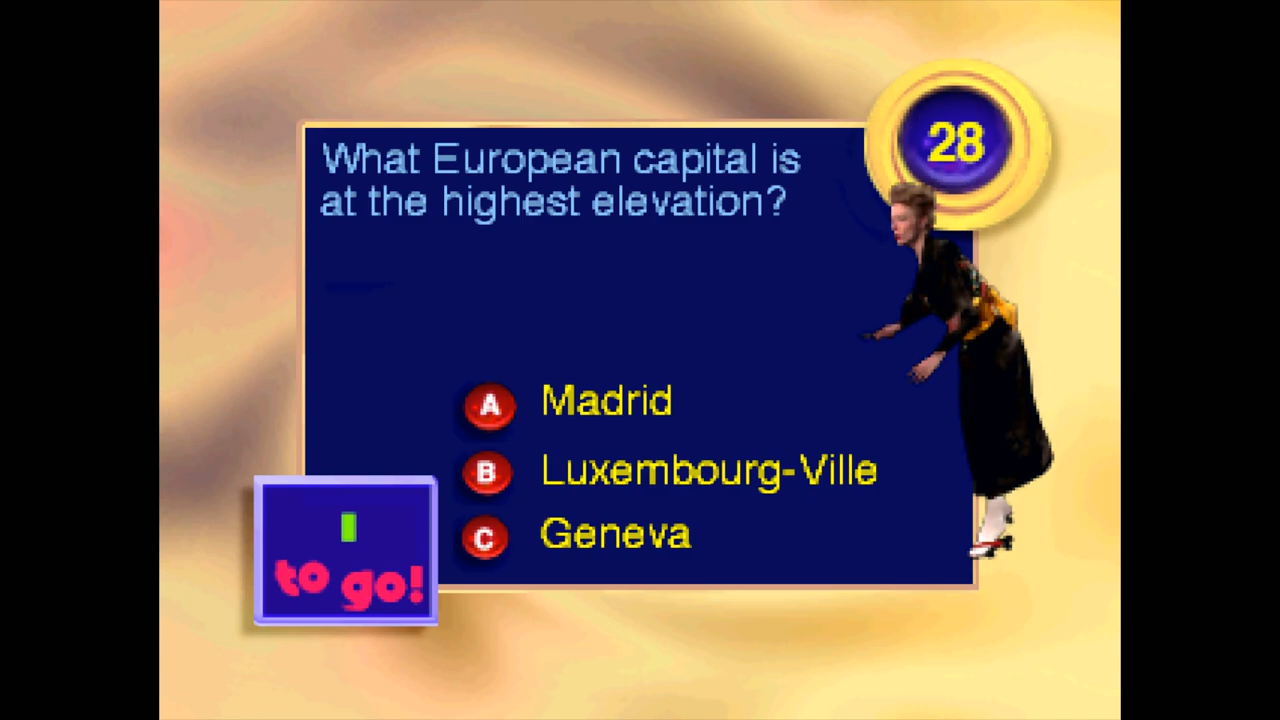 28
What European capital is
at the highest elevation?
A Madrid
B Luxembourg-Ville
C Geneva
1
to go!